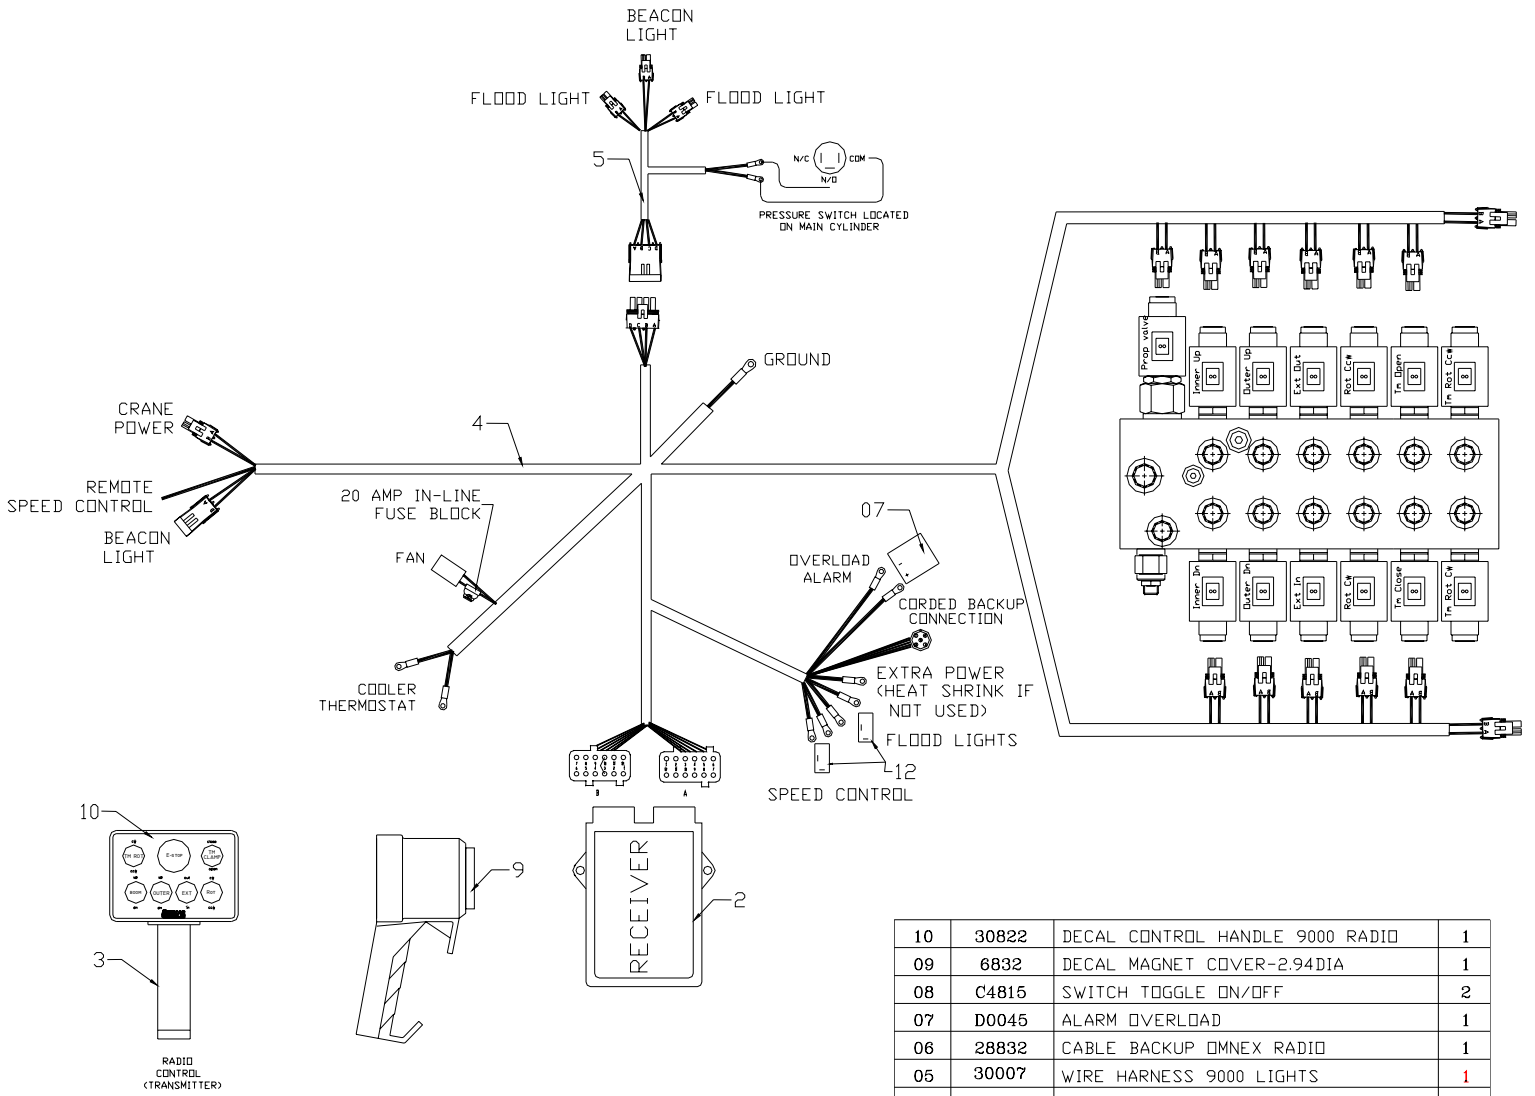 BEACON
LIGHT
FLOOD LIGHT
FLOOD LIGHT
5
N/C
COM
N/O
PRESSURE SWITCH LOCATED
ON MAIN CYLINDER
GROUND
CRANE
POWER
4
REMOTE
SPEED CONTROL
BEACON
LIGHT
20 AMP IN-LINE
FUSE BLOCK
FAN
COOLER
THERMOSTAT
07
OVERLOAD
ALARM
CORDED BACKUP
CONNECTION
EXTRA POWER
(HEAT SHRINK IF
NOT USED)
FLOOD LIGHTS
12
SPEED CONTROL
B
A
Prop valve
Inner Up
Outer Up
Ext Out
Rot Ccw
Tm Open
Tm Rot Ccw
Inner Dn
Outer Dn
Ext In
Rot Cw
Tm Close
Tm Rot Cw
10
TM ROT
E-STOP
TM
CLAMP
BOOM
OUTER
EXT
ROT
3
RADIO
CONTROL
(TRANSMITTER)
9
RECEIVER
2
10 30822 DECAL CONTROL HANDLE 9000 RADIO 1
09 6832 DECAL MAGNET COVER-2.94DIA 1
08 C4815 SWITCH TOGGLE ON/OFF 2
07 D0045 ALARM OVERLOAD 1
06 28832 CABLE BACKUP OMNEX RADIO 1
05 30007 WIRE HARNESS 9000 LIGHTS 1